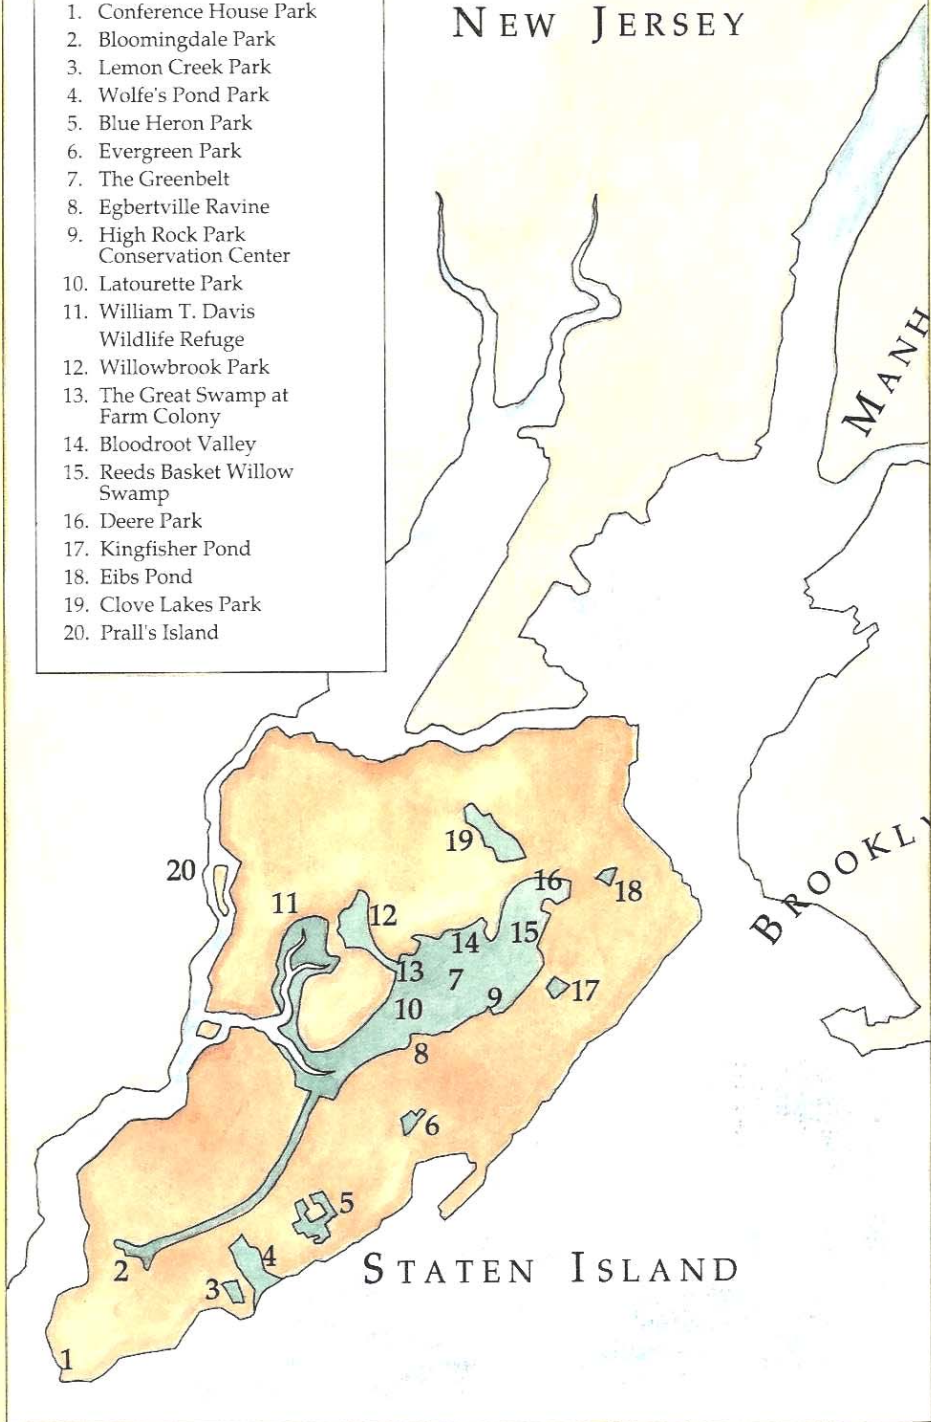 1. Conference House Park
2. Bloomingdale Park
3. Lemon Creek Park
4. Wolfe's Pond Park
5. Blue Heron Park
6. Evergreen Park
7. The Greenbelt
8. Egbertville Ravine
9. High Rock Park
Conservation Center
10. Latourette Park
11. William T. Davis
Wildlife Refuge
12. Willowbrook Park
13. The Great Swamp at
Farm Colony
14. Bloodroot Valley
15. Reeds Basket Willow
Swamp
16. Deere Park
17. Kingfisher Pond
18. Eibs Pond
19. Clove Lakes Park
20. Prall's Island
NEW JERSEY
MANH
BROOKLY
19
20
16
18
11
12
15
14
13
7
17
9
10
8
6
5
4
2
3
STATEN ISLAND
1